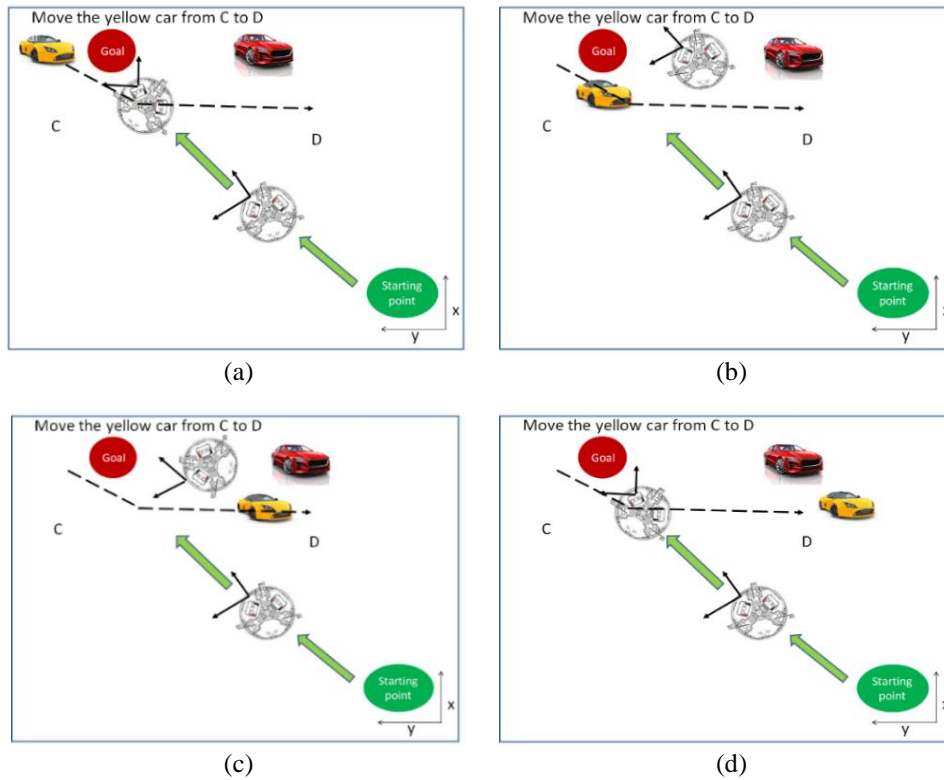 Move the yellow car from C to D
Goal
C
D
Starting
point
x
y
(a)
Move the yellow car from C to D
Goal
C
D
Starting
point
x
y
(b)
Move the yellow car from C to D
Goal
C
D
Starting
point
x
y
(c)
Move the yellow car from C to D
Goal
C
D
Starting
point
x
y
(d)